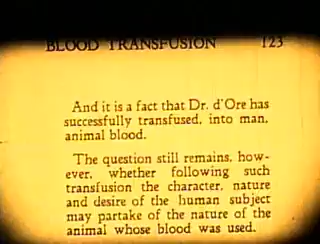 BLOOD TRANSFUSION 123
And it is a fact that Dr. d'Ore has
successfully transfused, into man,
animal blood.
The question still remains, how-
ever, whether following such
transfusion the character, nature
and desire of the human subject
may partake of the nature of the
animal whose blood was used.